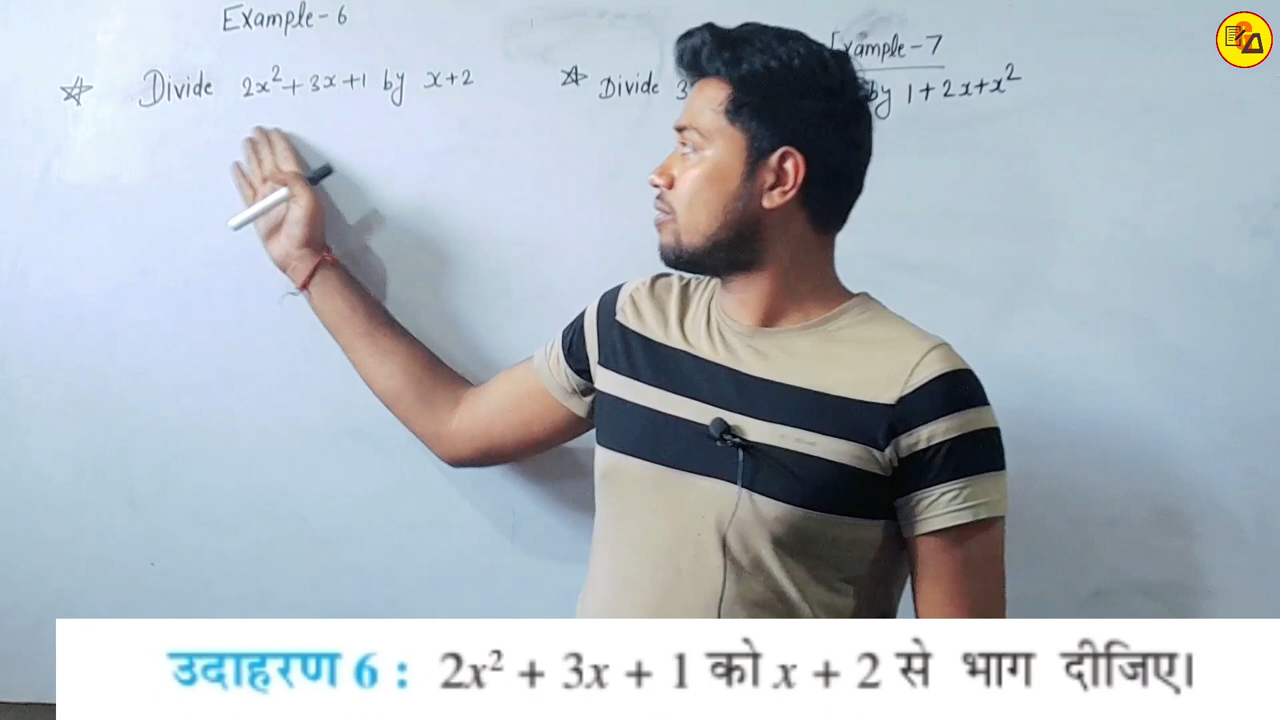 Example-6
☆ Divide 2x²+3x+1 by x+2
Example-7
☆ Divide 3 by 1+2x+x²
उदाहरण 6 : 2x² + 3x + 1 को x + 2 से भाग दीजिए।